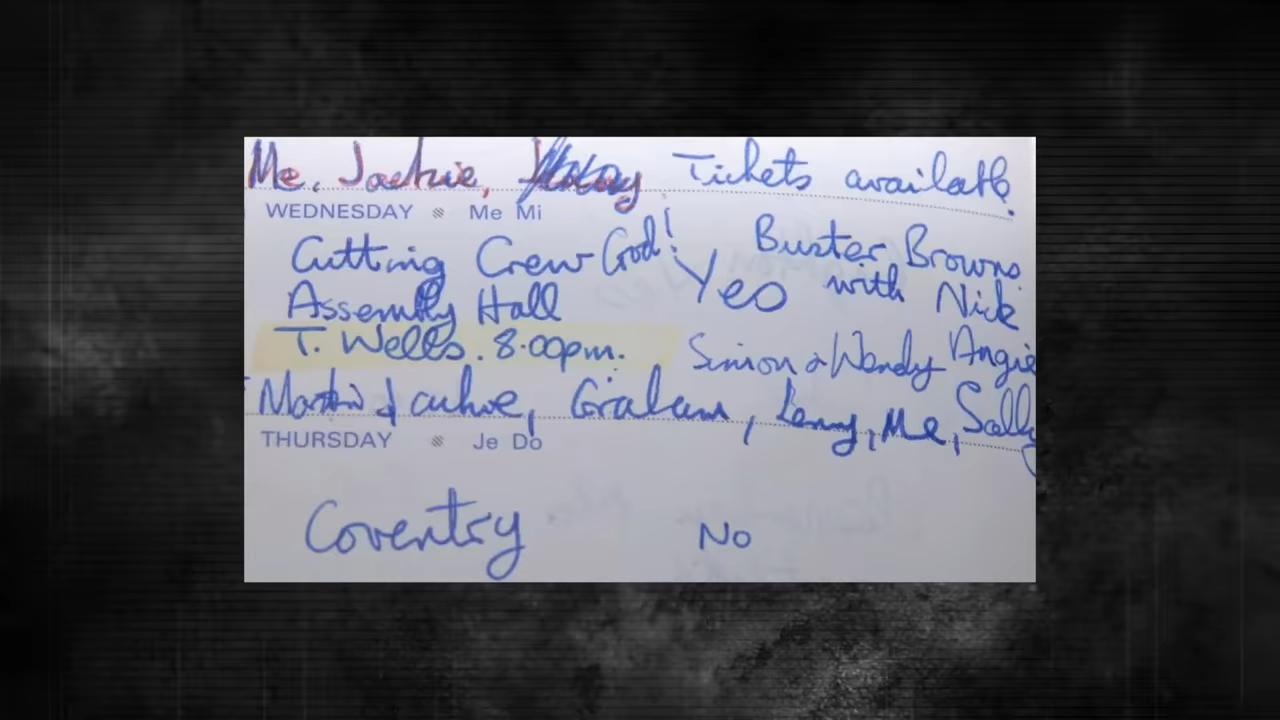 Me, Jackie, Tickets available.
WEDNESDAY Me Mi
Cutting Crew God! Buster Browns
Assembly Hall Yes with Nick
T. Wells. 8.00pm. Simon & Wendy Angie
Martin Jackie, Graham, Lenny, Me, Sally
THURSDAY Je Do
Coventry No